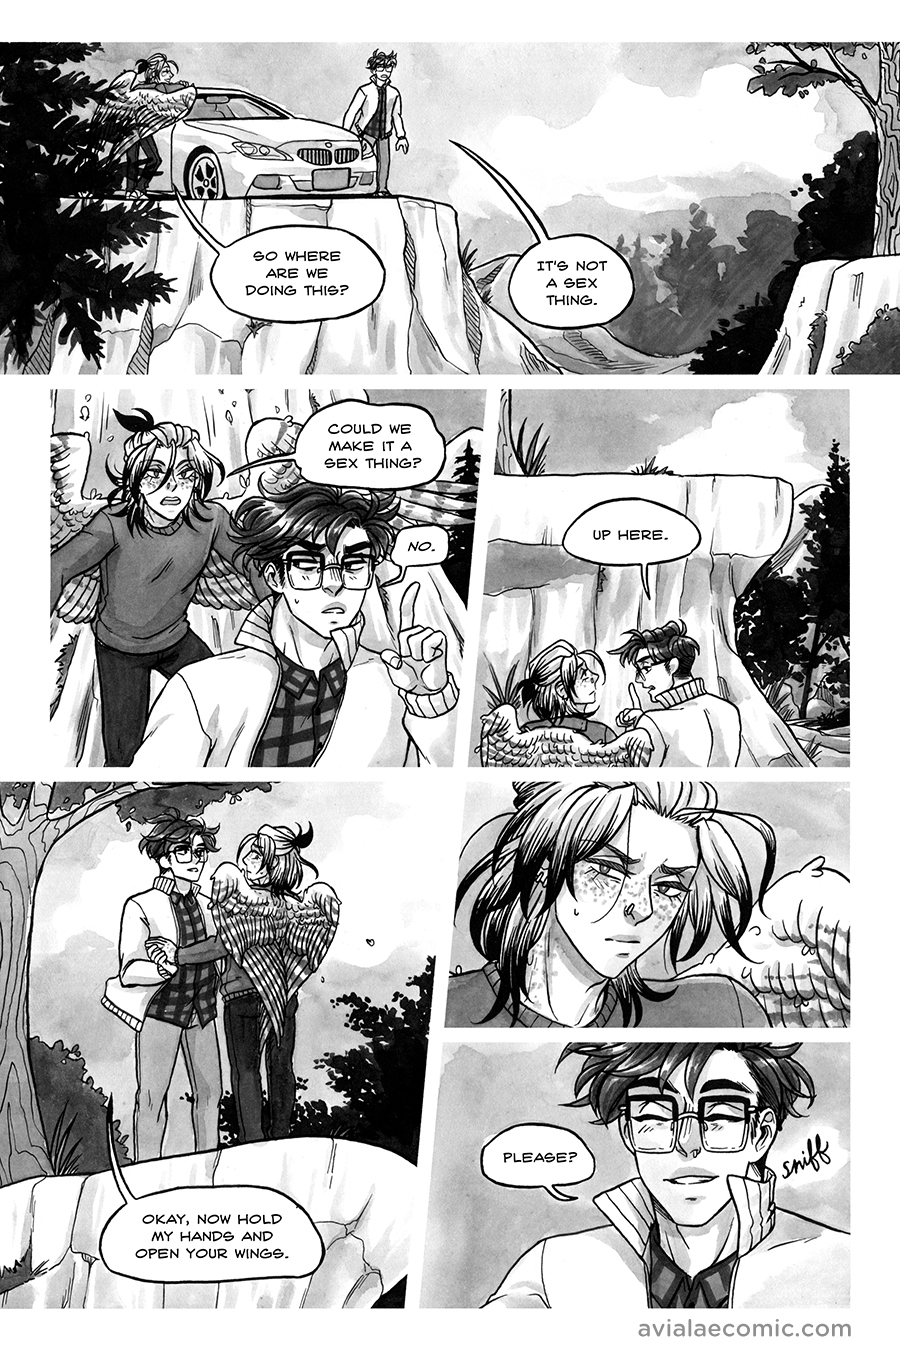 SO WHERE
ARE WE
DOING THIS?
IT'S NOT
A SEX
THING.
COULD WE
MAKE IT A
SEX THING?
NO.
UP HERE.
OKAY, NOW HOLD
MY HANDS AND
OPEN YOUR WINGS.
PLEASE?
sniff
avialaecomic.com